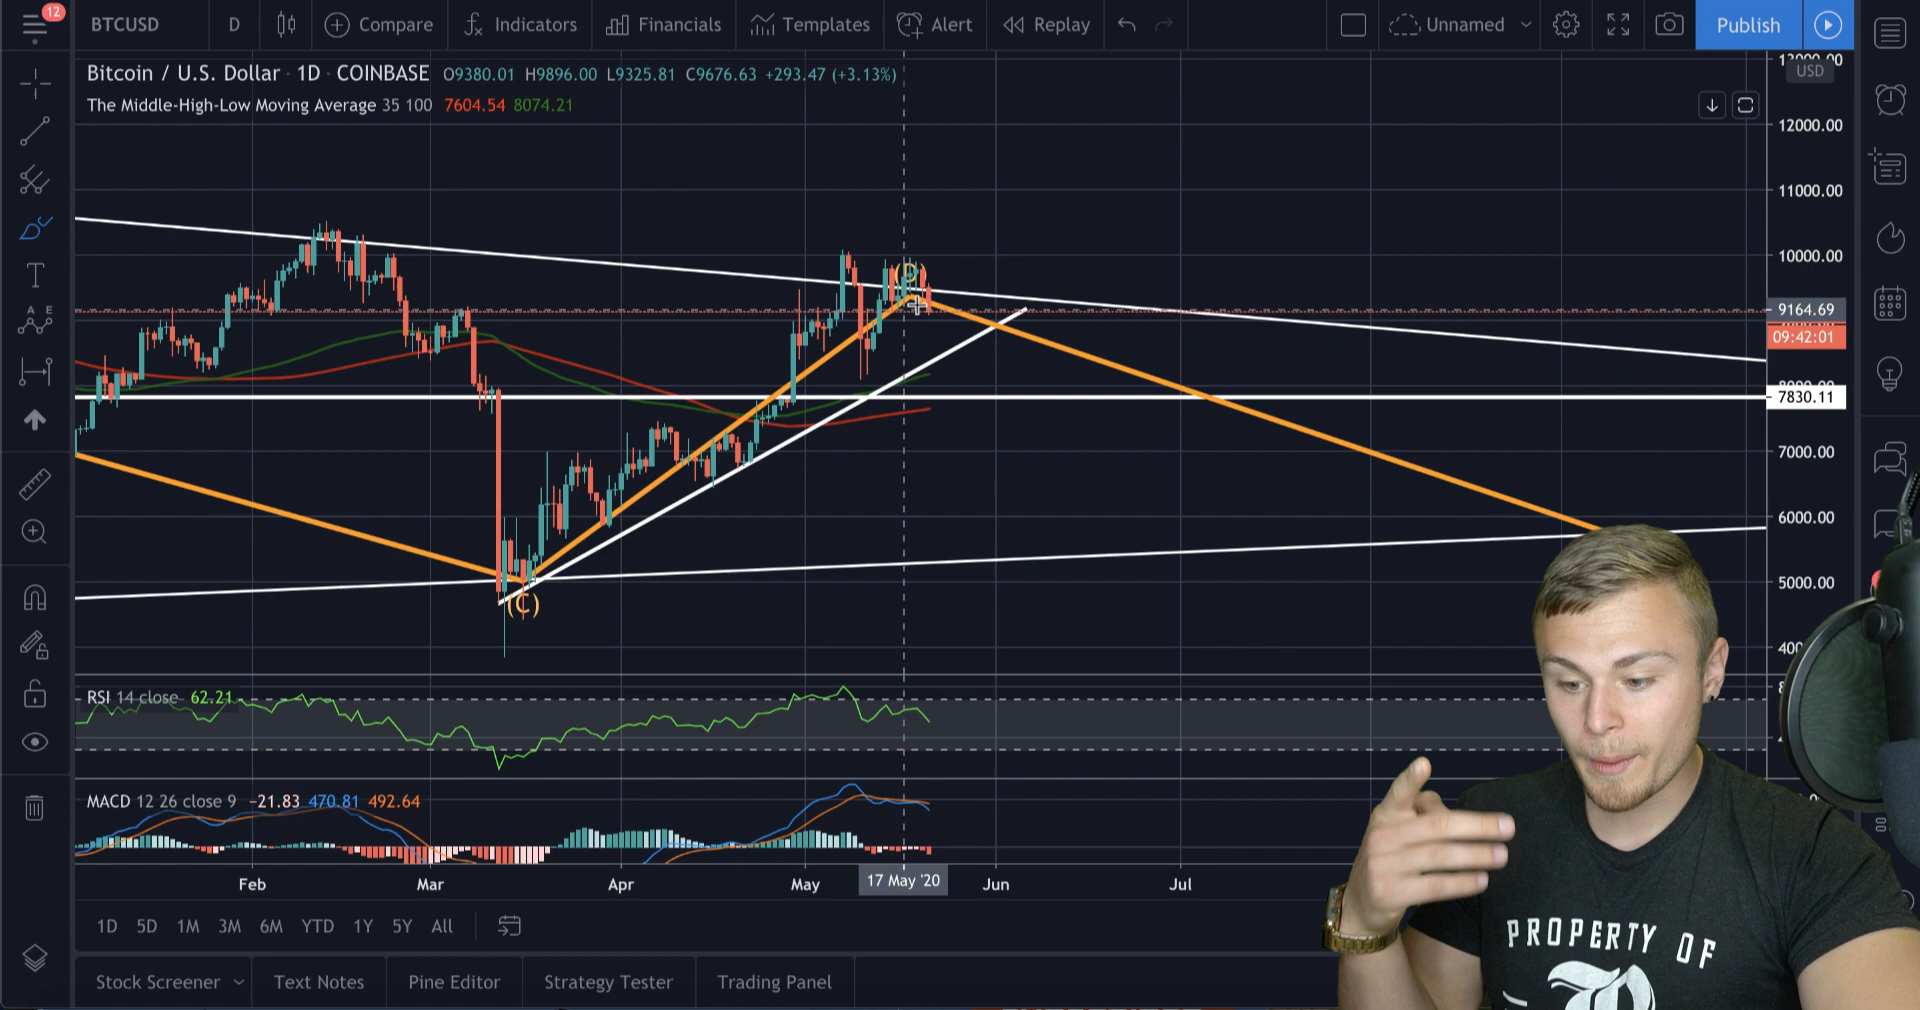 12
BTCUSD D Compare Indicators Financials Templates Alert Replay Unnamed Publish
Bitcoin / U.S. Dollar · 1D · COINBASE O9380.01 H9896.00 L9325.81 C9676.63 +293.47 (+3.13%)
The Middle-High-Low Moving Average 35 100 7604.54 8074.21
USD
12000.00
11000.00
10000.00
9164.69
09:42:01
8000.00
7830.11
7000.00
6000.00
5000.00
(D)
(C)
RSI 14 close 62.21
MACD 12 26 close 9 −21.83 470.81 492.64
Feb Mar Apr May 17 May '20 Jun Jul
1D 5D 1M 3M 6M YTD 1Y 5Y All
Stock Screener Text Notes Pine Editor Strategy Tester Trading Panel
PROPERTY OF